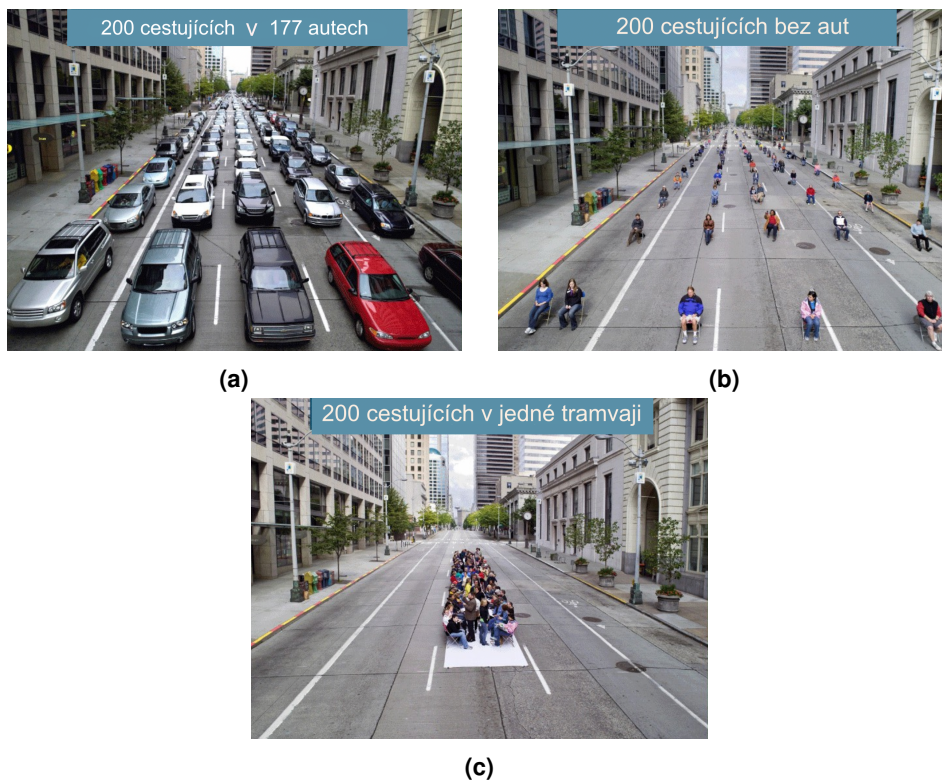 200 cestujících v 177 autech
200 cestujících bez aut
(a)
(b)
200 cestujících v jedné tramvaji
(c)